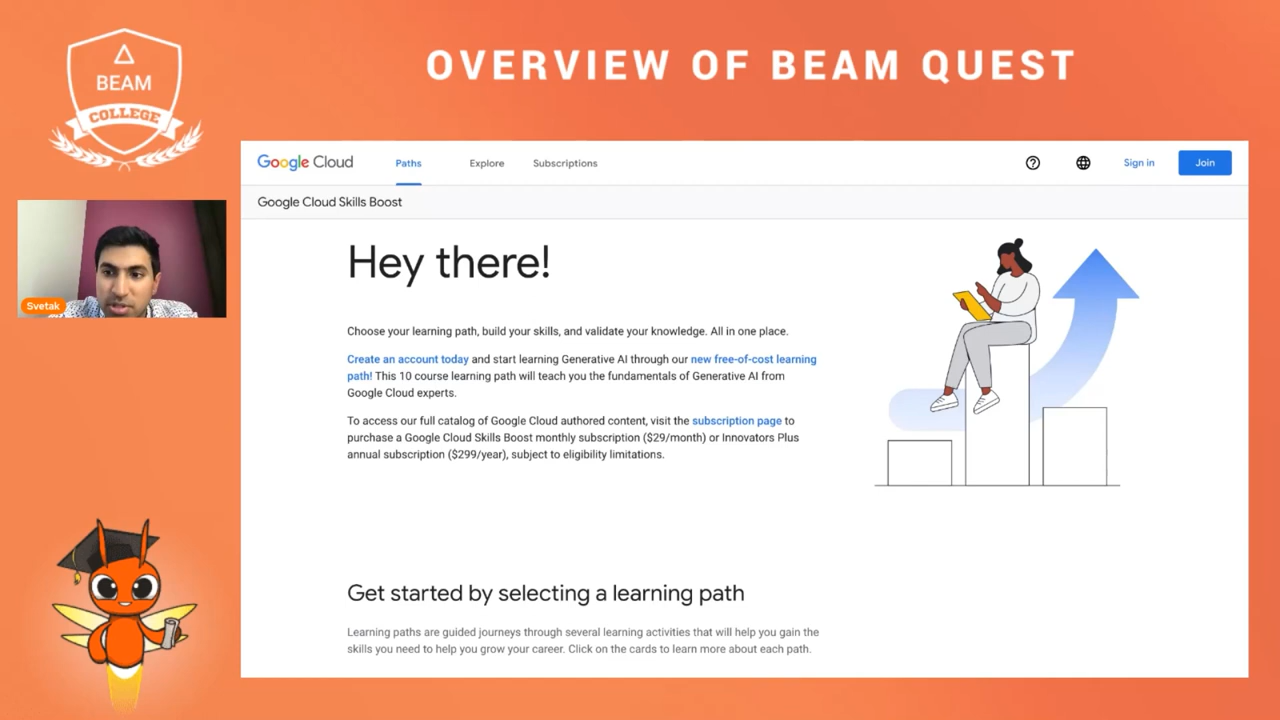 BEAM
COLLEGE
OVERVIEW OF BEAM QUEST
Svetak
Google Cloud
Paths
Explore
Subscriptions
Sign in
Join
Google Cloud Skills Boost
Hey there!
Choose your learning path, build your skills, and validate your knowledge. All in one place.
Create an account today and start learning Generative AI through our new free-of-cost learning
path! This 10 course learning path will teach you the fundamentals of Generative AI from
Google Cloud experts.
To access our full catalog of Google Cloud authored content, visit the subscription page to
purchase a Google Cloud Skills Boost monthly subscription ($29/month) or Innovators Plus
annual subscription ($299/year), subject to eligibility limitations.
Get started by selecting a learning path
Learning paths are guided journeys through several learning activities that will help you gain the
skills you need to help you grow your career. Click on the cards to learn more about each path.